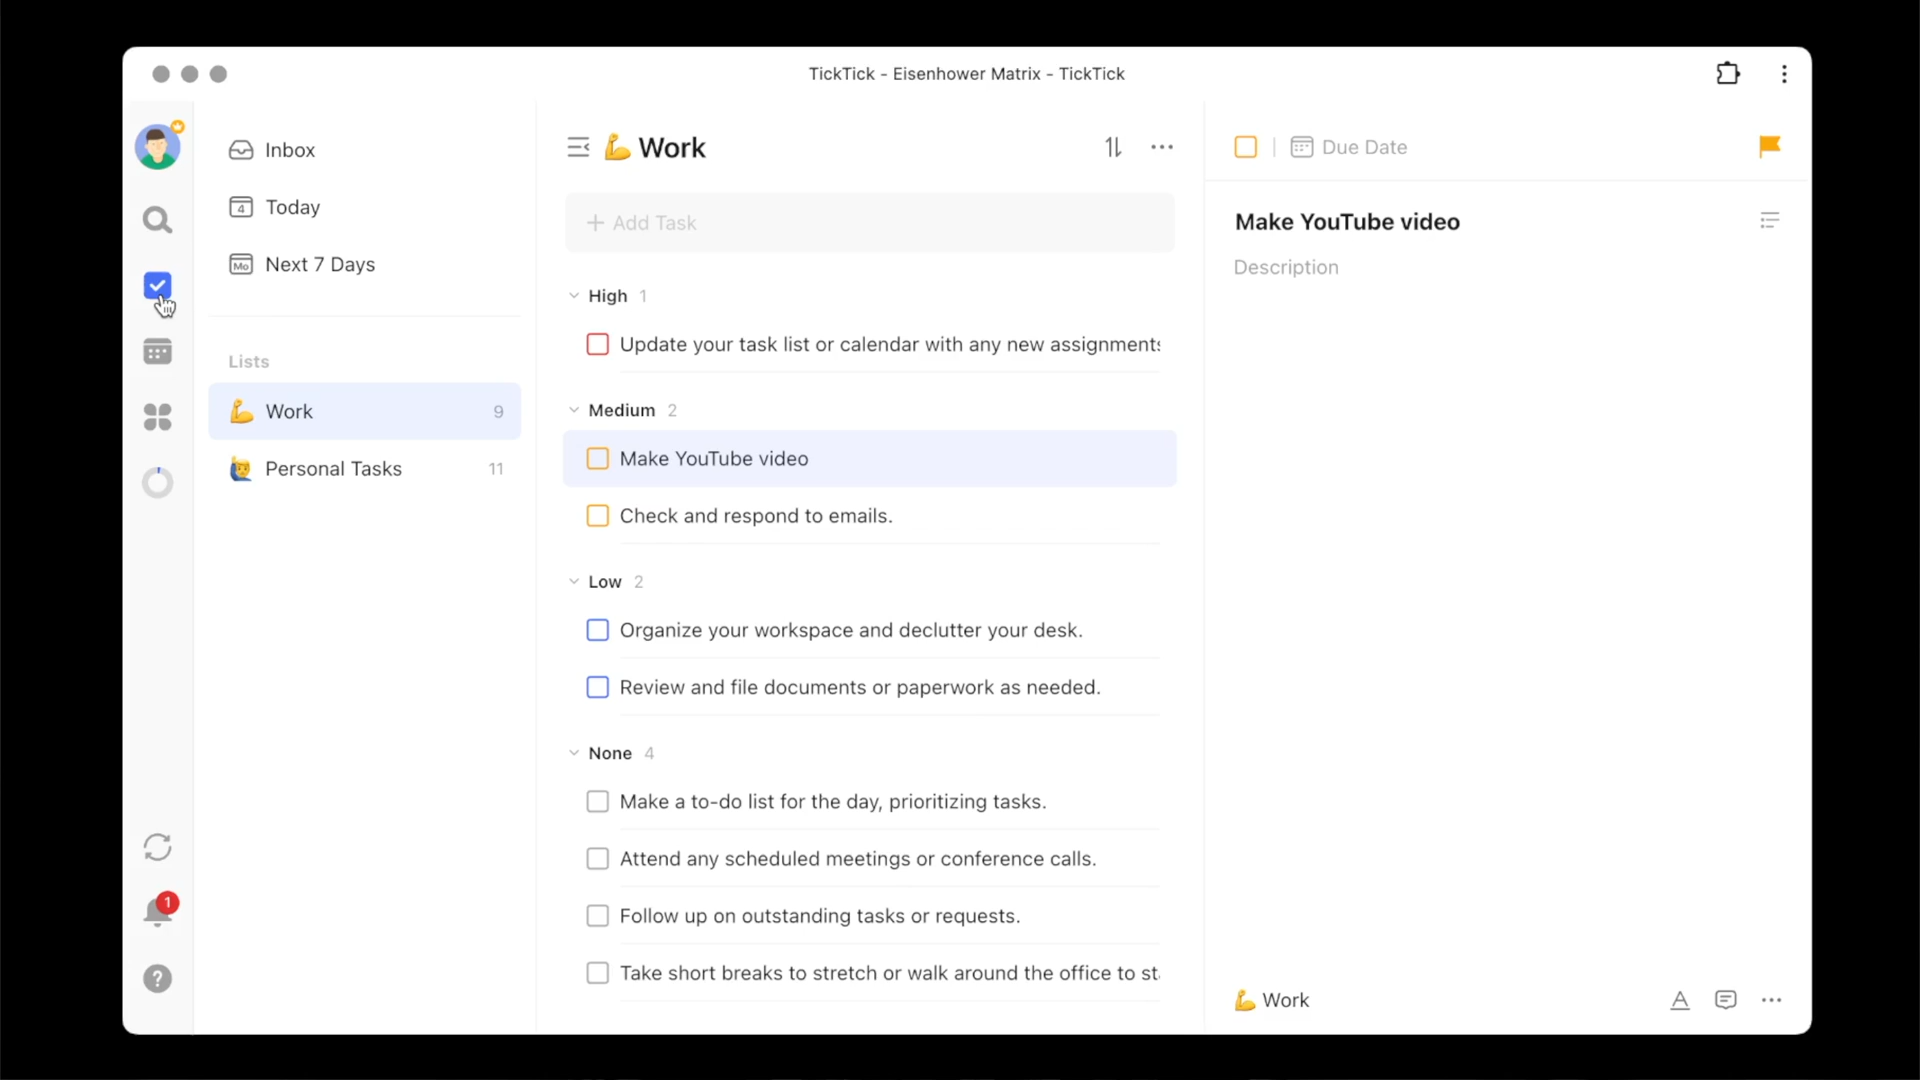 TickTick - Eisenhower Matrix - TickTick
Inbox
4
Today
Mo
Next 7 Days
Lists
Work 9
Personal Tasks 11
1
?
Work
+ Add Task
High 1
Update your task list or calendar with any new assignments
Medium 2
Make YouTube video
Check and respond to emails.
Low 2
Organize your workspace and declutter your desk.
Review and file documents or paperwork as needed.
None 4
Make a to-do list for the day, prioritizing tasks.
Attend any scheduled meetings or conference calls.
Follow up on outstanding tasks or requests.
Take short breaks to stretch or walk around the office to st
Due Date
Make YouTube video
Description
Work
A